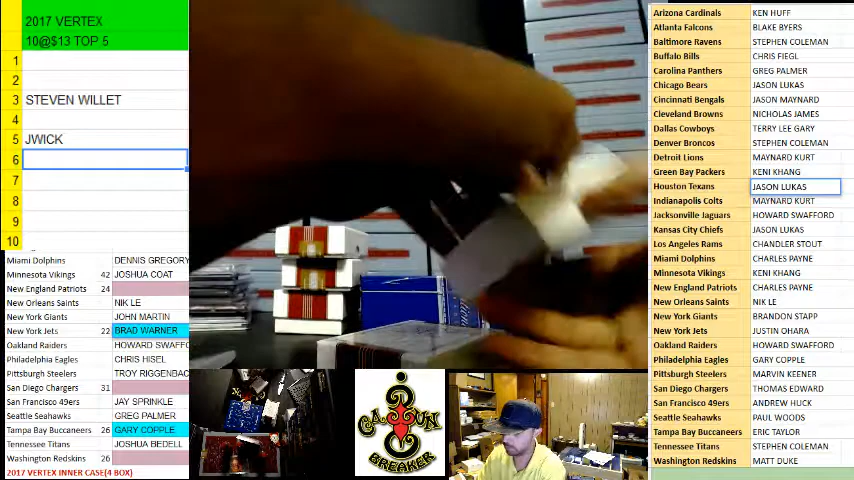 2017 VERTEX
10@$13 TOP 5
1
2
3 STEVEN WILLET
4
5 JWICK
6
7
8
9
10
Miami Dolphins DENNIS GREGORY
Minnesota Vikings 42 JOSHUA COAT
New England Patriots 24
New Orleans Saints NIK LE
New York Giants JOHN MARTIN
New York Jets 22 BRAD WARNER
Oakland Raiders HOWARD SWAFFO
Philadelphia Eagles CHRIS HISEL
Pittsburgh Steelers TROY RIGGENBAC
San Diego Chargers 31
San Francisco 49ers JAY SPRINKLE
Seattle Seahawks GREG PALMER
Tampa Bay Buccaneers 26 GARY COPPLE
Tennessee Titans JOSHUA BEDELL
Washington Redskins 26
2017 VERTEX INNER CASE(4 BOX)
CAJUN
BREAKER
Arizona Cardinals KEN HUFF
Atlanta Falcons BLAKE BYERS
Baltimore Ravens STEPHEN COLEMAN
Buffalo Bills CHRIS FIEGL
Carolina Panthers GREG PALMER
Chicago Bears JASON LUKAS
Cincinnati Bengals JASON MAYNARD
Cleveland Browns NICHOLAS JAMES
Dallas Cowboys TERRY LEE GARY
Denver Broncos STEPHEN COLEMAN
Detroit Lions MAYNARD KURT
Green Bay Packers KENI KHANG
Houston Texans JASON LUKAS
Indianapolis Colts MAYNARD KURT
Jacksonville Jaguars HOWARD SWAFFORD
Kansas City Chiefs JASON LUKAS
Los Angeles Rams CHANDLER STOUT
Miami Dolphins CHARLES PAYNE
Minnesota Vikings KENI KHANG
New England Patriots CHARLES PAYNE
New Orleans Saints NIK LE
New York Giants BRANDON STAPP
New York Jets JUSTIN OHARA
Oakland Raiders HOWARD SWAFFORD
Philadelphia Eagles GARY COPPLE
Pittsburgh Steelers MARVIN KEENER
San Diego Chargers THOMAS EDWARD
San Francisco 49ers ANDREW HUCK
Seattle Seahawks PAUL WOODS
Tampa Bay Buccaneers ERIC TAYLOR
Tennessee Titans STEPHEN COLEMAN
Washington Redskins MATT DUKE